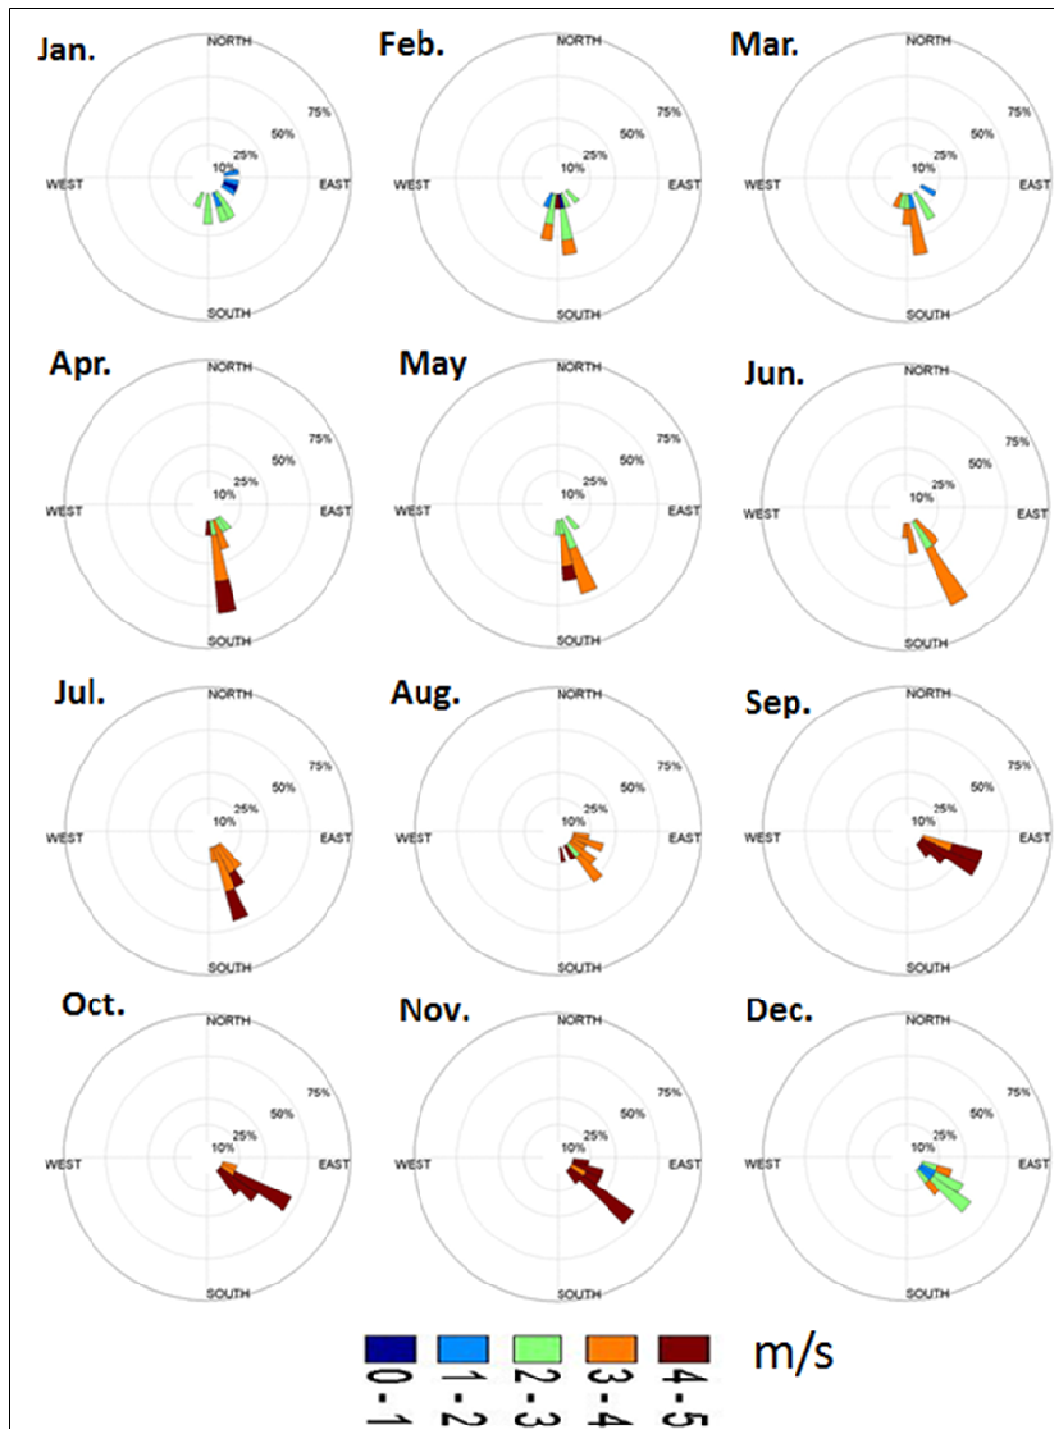 Jan.
NORTH
75%
50%
25%
10%
WEST
EAST
SOUTH
Feb.
NORTH
75%
50%
25%
10%
WEST
EAST
SOUTH
Mar.
NORTH
75%
50%
25%
10%
WEST
EAST
SOUTH
Apr.
NORTH
75%
50%
25%
10%
WEST
EAST
SOUTH
May
NORTH
75%
50%
25%
10%
WEST
EAST
SOUTH
Jun.
NORTH
75%
50%
25%
10%
WEST
EAST
SOUTH
Jul.
NORTH
75%
50%
25%
10%
WEST
EAST
SOUTH
Aug.
NORTH
75%
50%
25%
10%
WEST
EAST
SOUTH
Sep.
NORTH
75%
50%
25%
10%
WEST
EAST
SOUTH
Oct.
NORTH
75%
50%
25%
10%
WEST
EAST
SOUTH
Nov.
NORTH
75%
50%
25%
10%
WEST
EAST
SOUTH
Dec.
NORTH
75%
50%
25%
10%
WEST
EAST
SOUTH
0 - 1
1 - 2
2 - 3
3 - 4
4 - 5
m/s